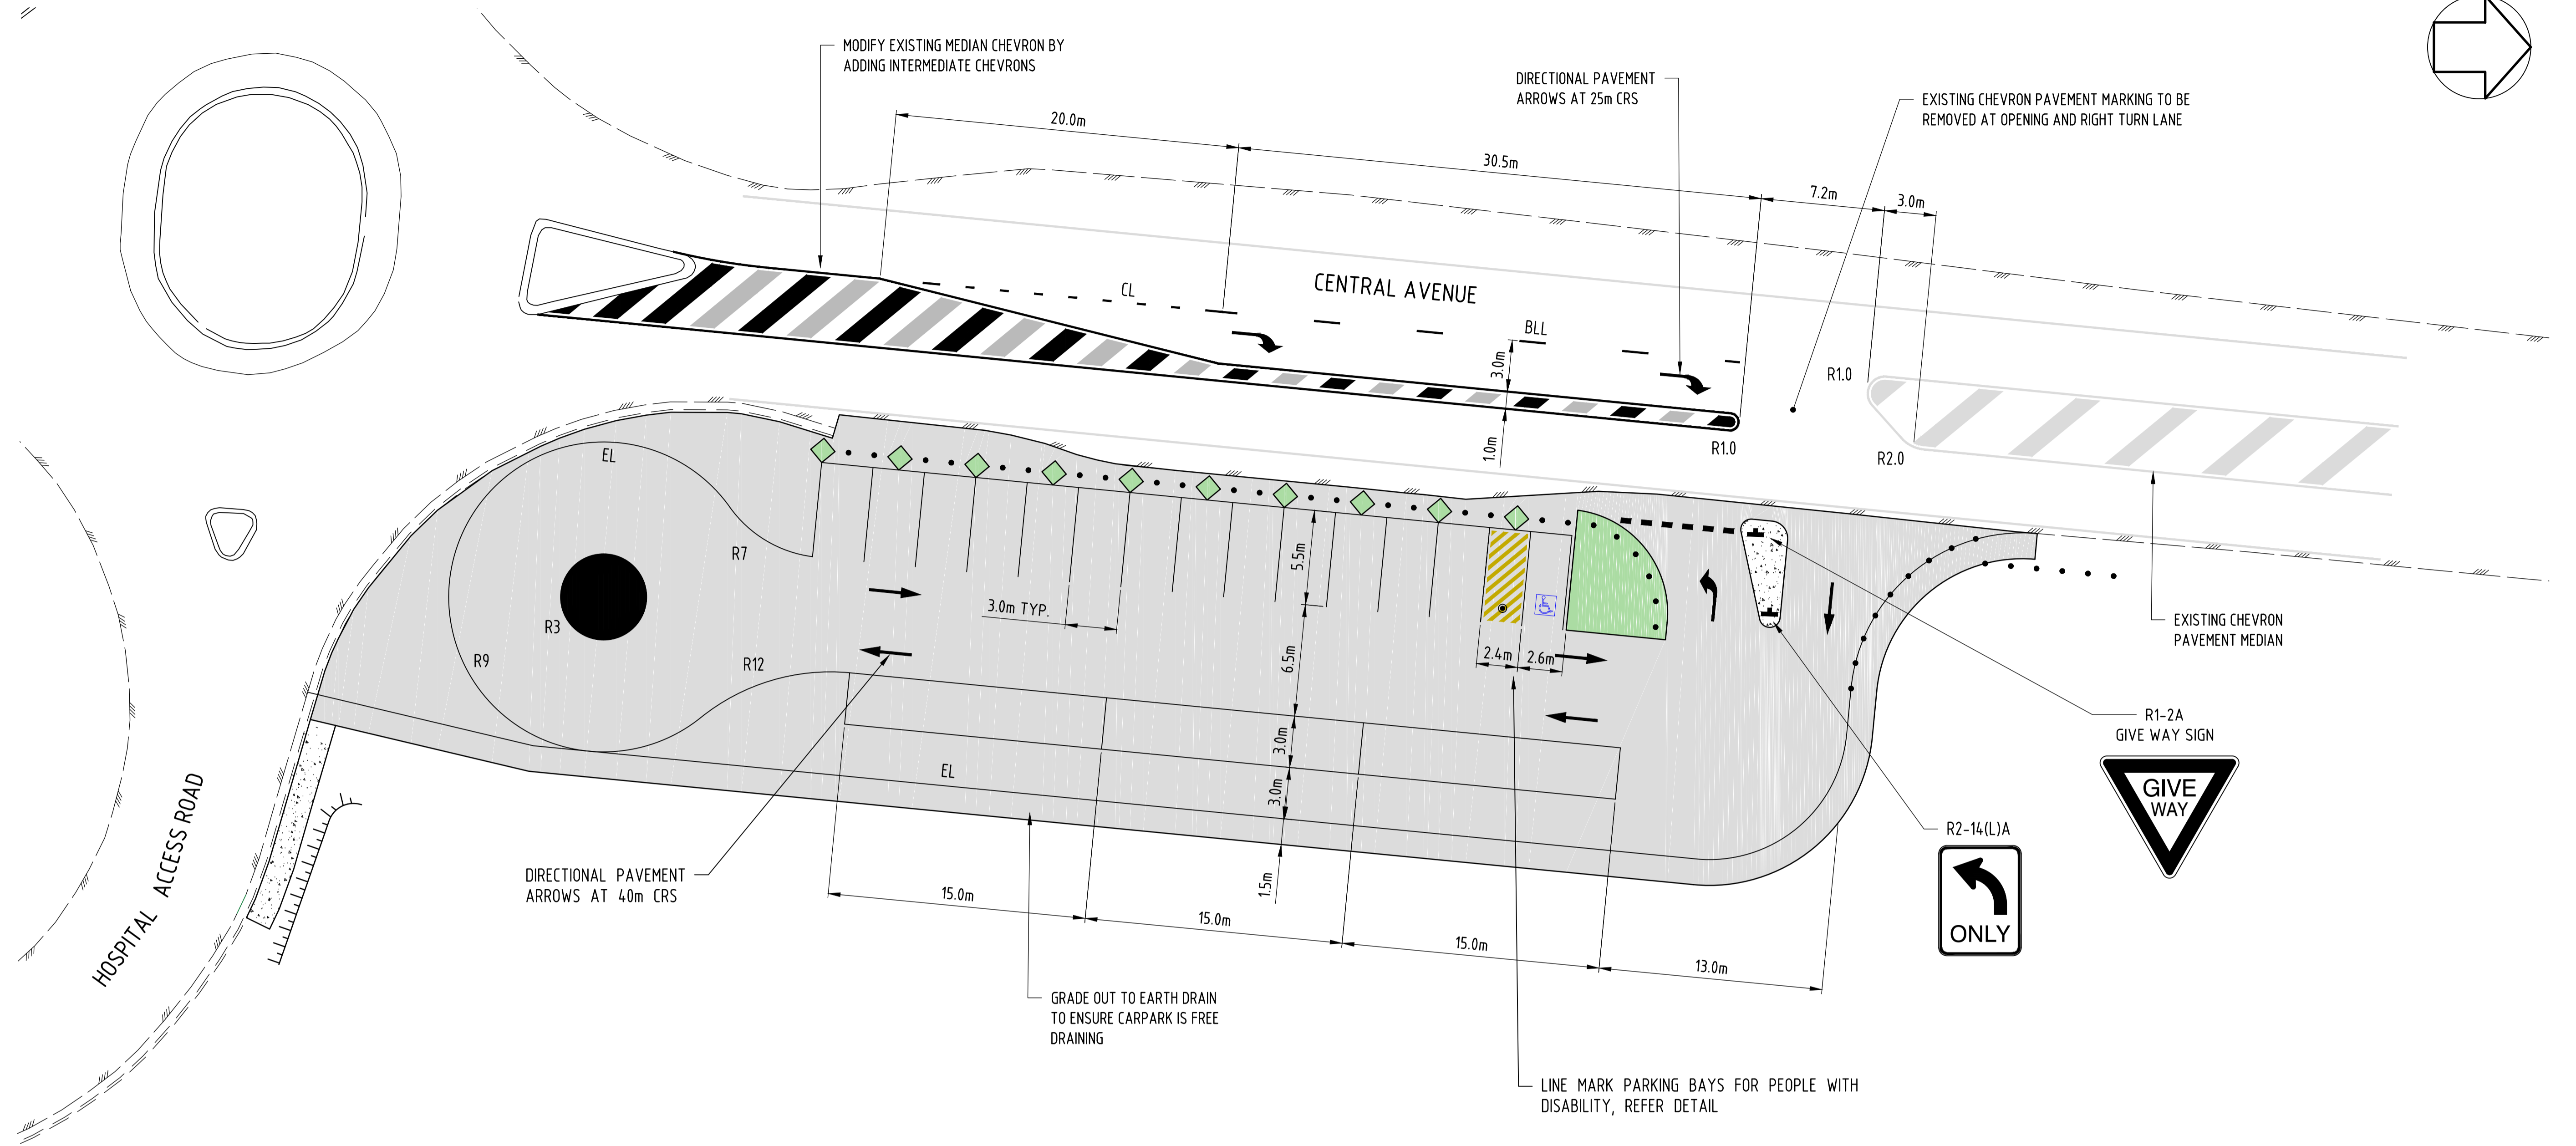 MODIFY EXISTING MEDIAN CHEVRON BY
ADDING INTERMEDIATE CHEVRONS
DIRECTIONAL PAVEMENT
ARROWS AT 25m CRS
EXISTING CHEVRON PAVEMENT MARKING TO BE
REMOVED AT OPENING AND RIGHT TURN LANE
20.0m
30.5m
7.2m
3.0m
CL
CENTRAL AVENUE
BLL
3.0m
1.0m
R1.0
R1.0
R2.0
EL
R7
R3
R9
R12
3.0m TYP.
5.5m
6.5m
2.4m
2.6m
3.0m
3.0m
1.5m
EL
EXISTING CHEVRON
PAVEMENT MEDIAN
R1-2A
GIVE WAY SIGN
GIVE
WAY
R2-14(L)A
ONLY
HOSPITAL ACCESS ROAD
DIRECTIONAL PAVEMENT
ARROWS AT 40m CRS
15.0m
15.0m
15.0m
13.0m
GRADE OUT TO EARTH DRAIN
TO ENSURE CARPARK IS FREE
DRAINING
LINE MARK PARKING BAYS FOR PEOPLE WITH
DISABILITY, REFER DETAIL